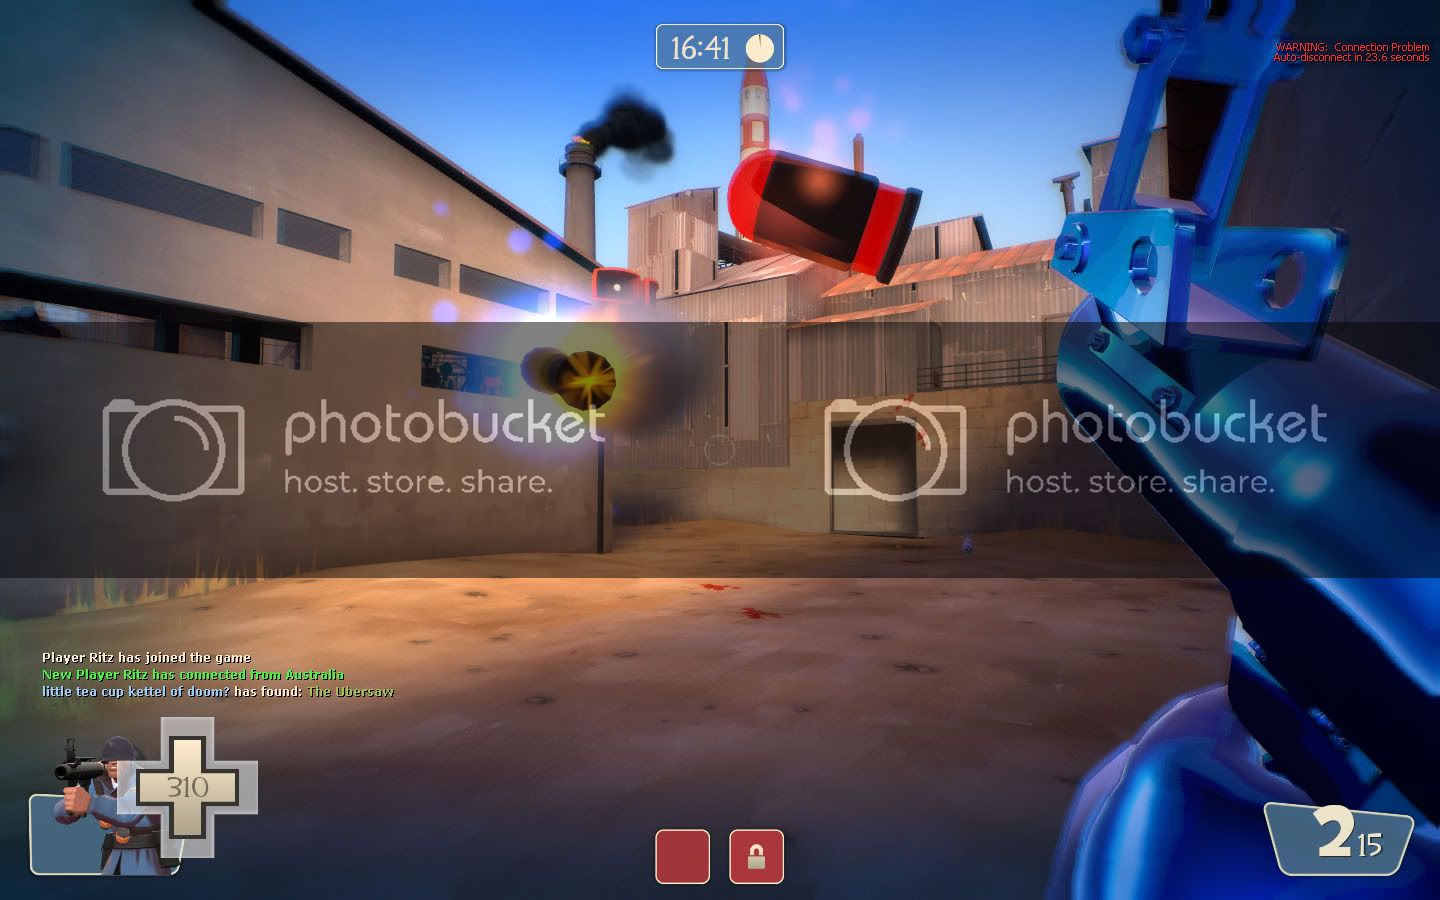 16:41
WARNING: Connection Problem
Auto-disconnect in 23.6 seconds
photobucket
host. store. share.
photobucket
host. store. share.
Player Ritz has joined the game
New Player Ritz has connected from Australia
little tea cup kettel of doom? has found: The Ubersaw
310
2 15